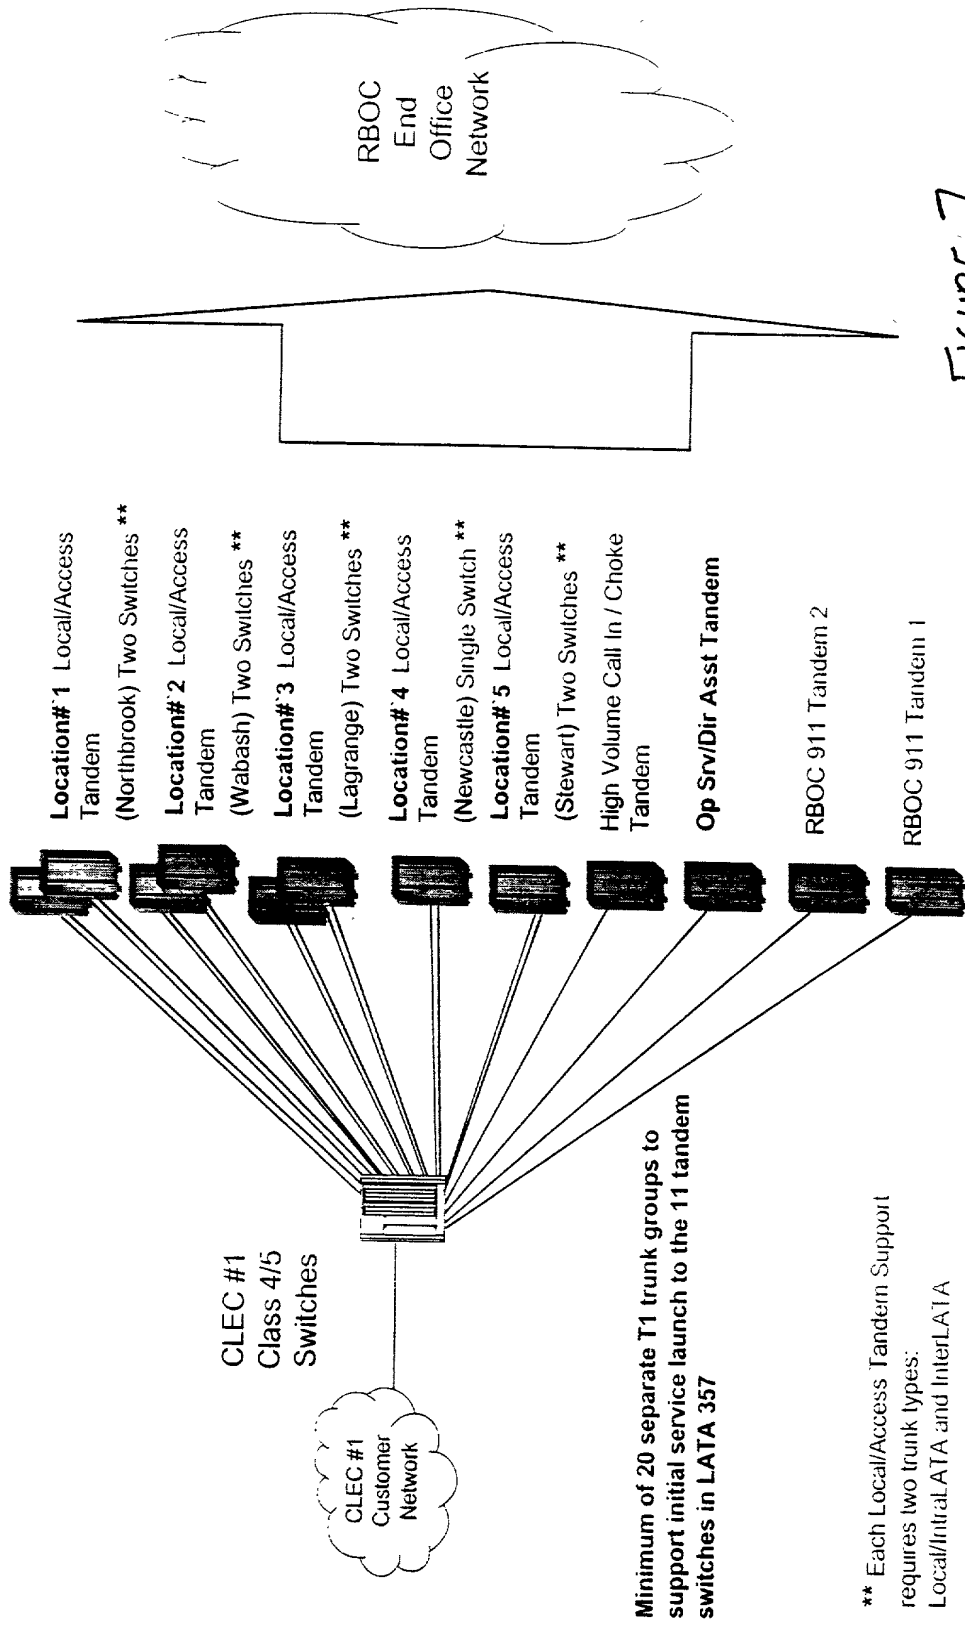 CLEC #1
Customer
Network
CLEC #1
Class 4/5
Switches
Location# 1 Local/Access
Tandem
(Northbrook) Two Switches **
Location# 2 Local/Access
Tandem
(Wabash) Two Switches **
Location# 3 Local/Access
Tandem
(Lagrange) Two Switches **
Location# 4 Local/Access
Tandem
(Newcastle) Single Switch **
Location# 5 Local/Access
Tandem
(Stewart) Two Switches **
High Volume Call In / Choke
Tandem
Op Srv/Dir Asst Tandem
RBOC 911 Tandem 2
RBOC 911 Tandem 1
RBOC
End
Office
Network
Minimum of 20 separate T1 trunk groups to
support initial service launch to the 11 tandem
switches in LATA 357
** Each Local/Access Tandem Support
requires two trunk types:
Local/IntraLATA and InterLATA
Figure 7